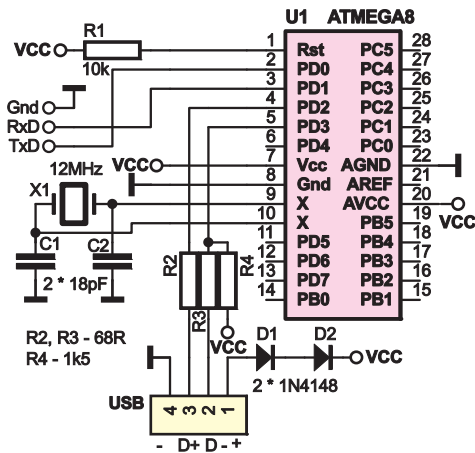 U1 ATMEGA8
R1
VCC
10k
1 Rst PC5 28
2 PD0 PC4 27
3 PD1 PC3 26
4 PD2 PC2 25
5 PD3 PC1 24
6 PD4 PC0 23
7 Vcc AGND 22
8 Gnd AREF 21
9 X AVCC 20
10 X PB5 19
11 PD5 PB4 18
12 PD6 PB3 17
13 PD7 PB2 16
14 PB0 PB1 15
Gnd
RxD
TxD
12MHz
VCC
X1
VCC
C1 C2
2 * 18pF
R2
R4
R3
VCC
R2, R3 - 68R
R4 - 1k5
D1 D2
VCC
2 * 1N4148
USB
4 3 2 1
- D+ D - +